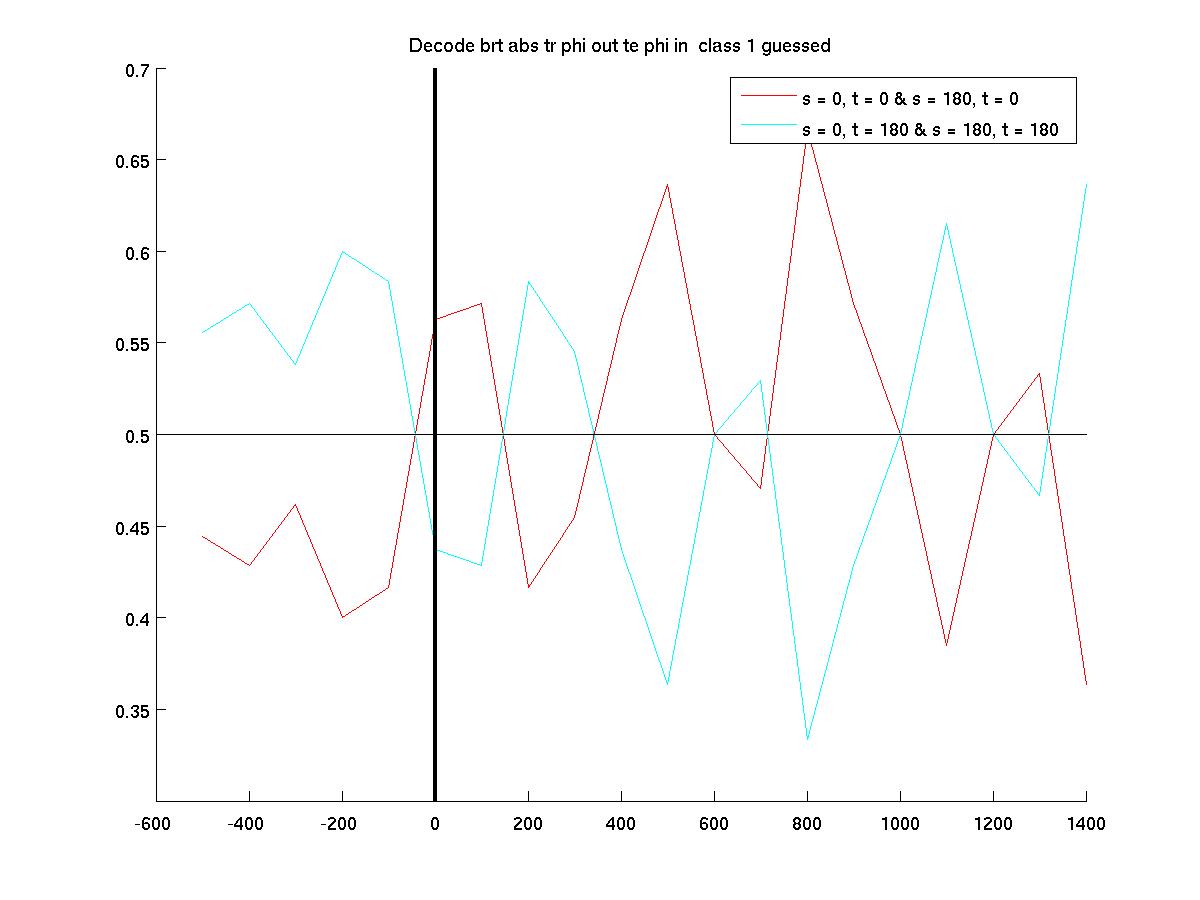 Decode brt abs tr phi out te phi in  class 1 guessed
0.7
s = 0, t = 0 & s = 180, t = 0
s = 0, t = 180 & s = 180, t = 180
0.65
0.6
0.55
0.5
0.45
0.4
0.35
-600 -400 -200 0 200 400 600 800 1000 1200 1400